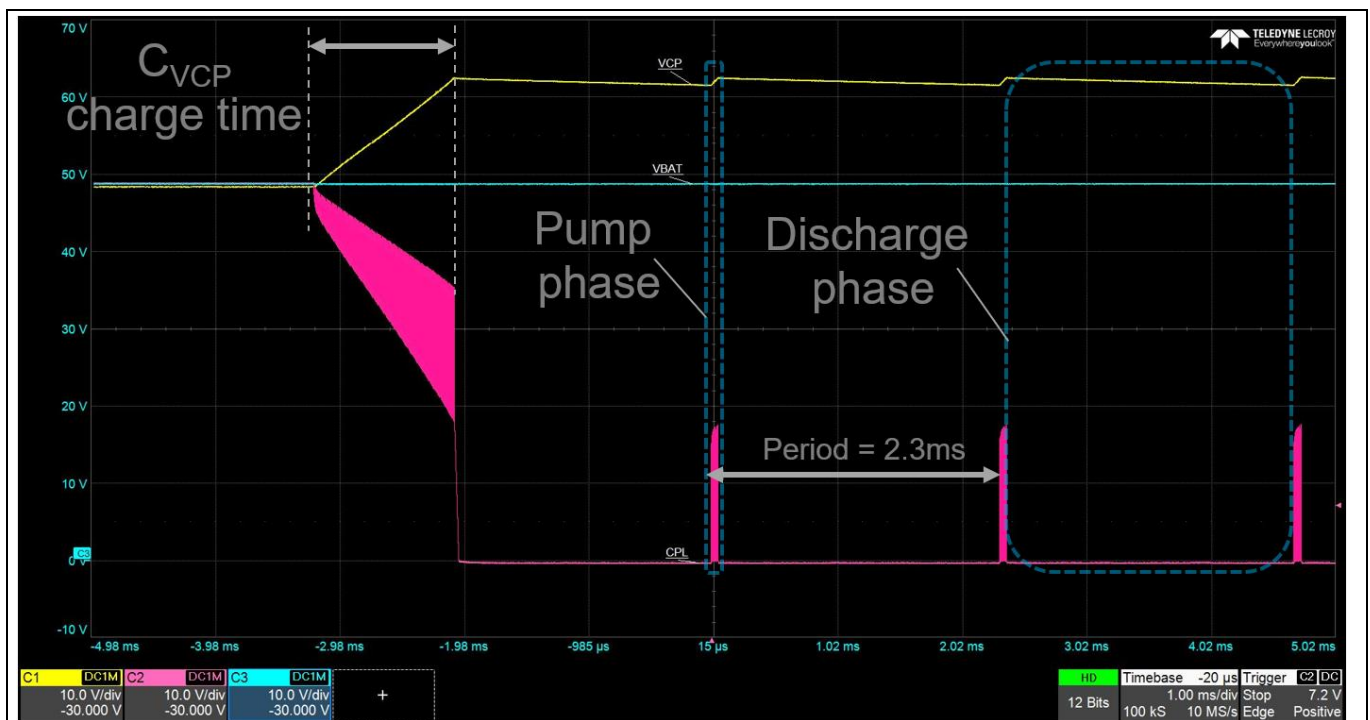 70 V
TELEDYNE LECROY
Everywhereyoulook"
C_VCP
charge time
VCP
60 V
50 V
VBAT
Pump
phase
Discharge
phase
40 V
30 V
20 V
Period = 2.3ms
10 V
C3
0 V
CPL
-10 V
-4.98 ms -3.98 ms -2.98 ms -1.98 ms -985 µs 15 µs 1.02 ms 2.02 ms 3.02 ms 4.02 ms 5.02 ms
C1 DC1M C2 DC1M C3 DC1M
10.0 V/div 10.0 V/div 10.0 V/div
-30.000 V -30.000 V -30.000 V
+
HD Timebase -20 µs Trigger C2 DC
12 Bits 1.00 ms/div Stop 7.2 V
100 kS 10 MS/s Edge Positive